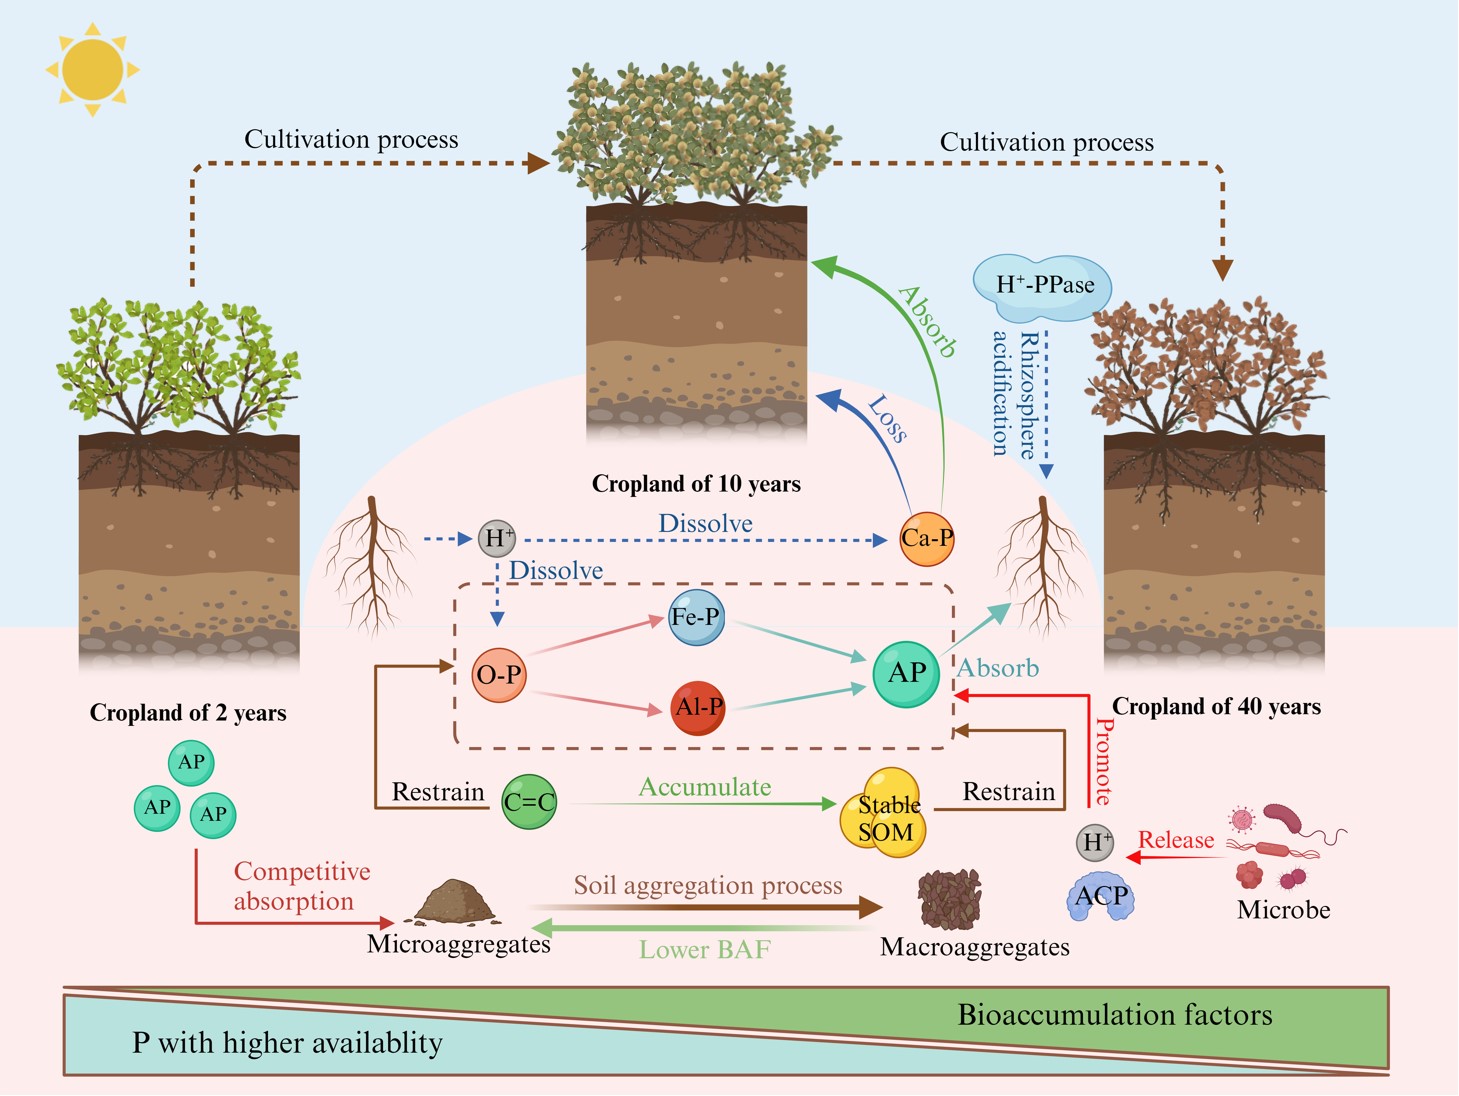 Cultivation process
Cultivation process
H⁺-PPase
Absorb
Rhizosphere
acidification
Loss
Cropland of 10 years
H⁺
Dissolve
Ca-P
Dissolve
Fe-P
O-P
AP
Absorb
Al-P
Cropland of 2 years
Cropland of 40 years
Promote
AP
AP
AP
Restrain
C=C
Accumulate
Stable
SOM
Restrain
H⁺
Release
Competitive
absorption
Soil aggregation process
ACP
Microbe
Microaggregates
Lower BAF
Macroaggregates
Bioaccumulation factors
P with higher availablity